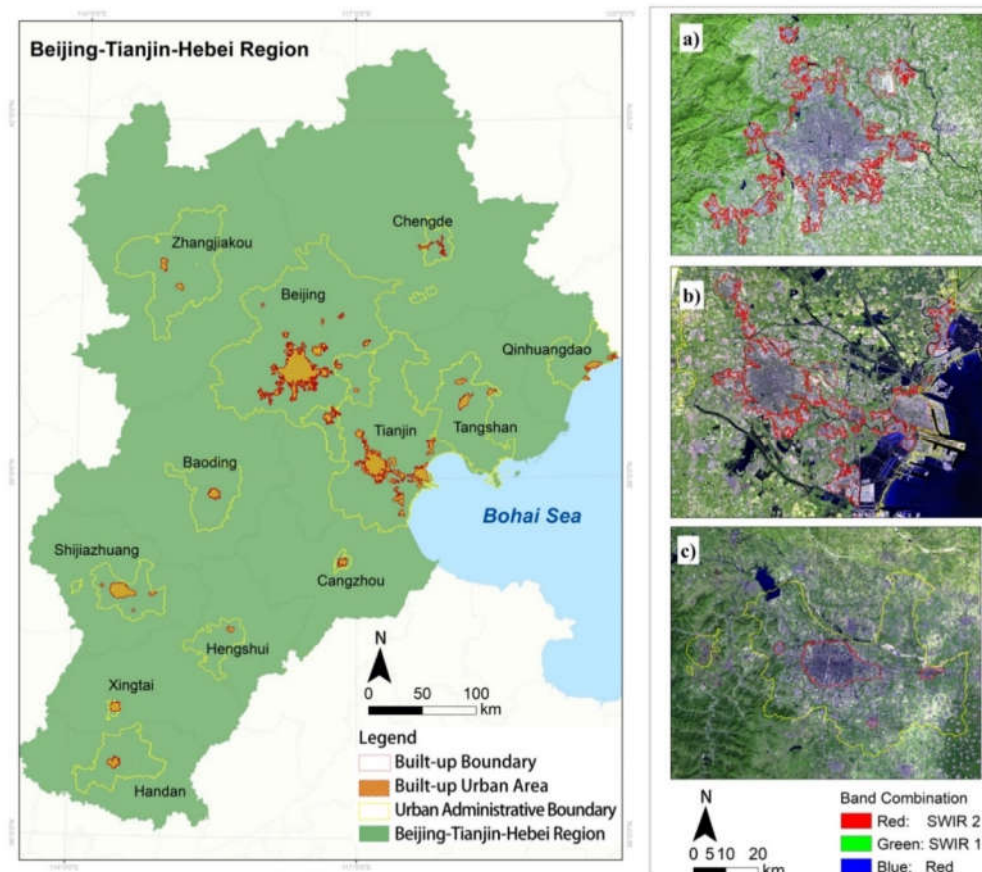 Beijing-Tianjin-Hebei Region
Chengde
Zhangjiakou
Beijing
Qinhuangdao
Tangshan
Tianjin
Baoding
Bohai Sea
Shijiazhuang
Cangzhou
Hengshui
Xingtai
Handan
N
0 50 100
km
Legend
Built-up Boundary
Built-up Urban Area
Urban Administrative Boundary
Beijing-Tianjin-Hebei Region
a)
b)
c)
N
0 5 10 20
km
Band Combination
Red: SWIR 2
Green: SWIR 1
Blue: Red